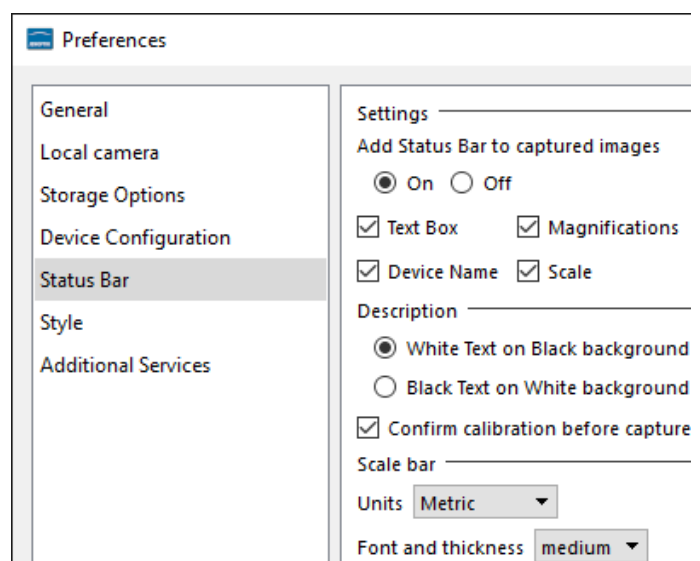 Preferences
General
Local camera
Storage Options
Device Configuration
Status Bar
Style
Additional Services
Settings
Add Status Bar to captured images
On Off
Text Box Magnifications
Device Name Scale
Description
White Text on Black background
Black Text on White background
Confirm calibration before capture
Scale bar
Units Metric
Font and thickness medium